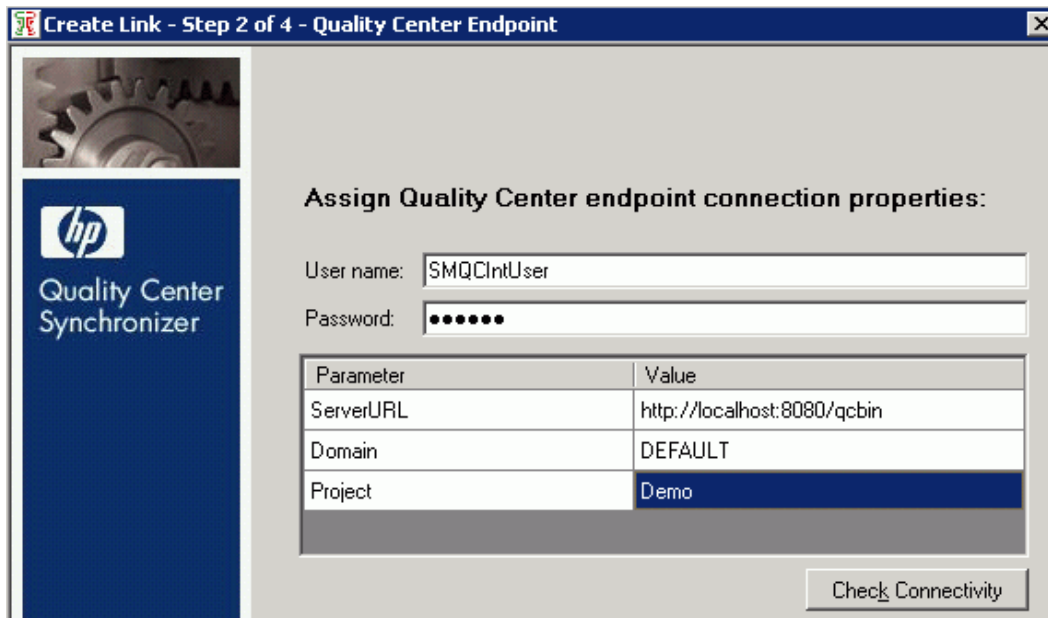 Create Link - Step 2 of 4 - Quality Center Endpoint
hp
Quality Center
Synchronizer
Assign Quality Center endpoint connection properties:
User name: SMQCIntUser
Password: ●●●●●●
Parameter Value
ServerURL http://localhost:8080/qcbin
Domain DEFAULT
Project Demo
Check Connectivity